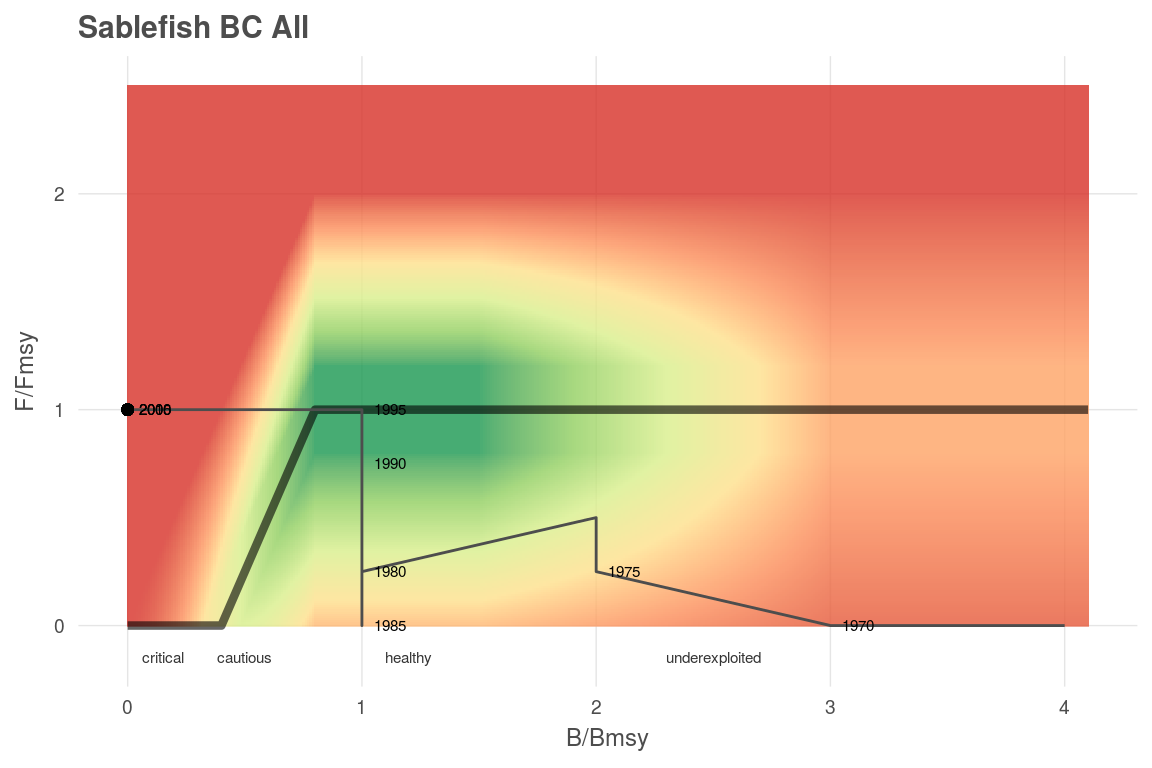 Sablefish BC All
F/Fmsy
2
1
0
1995
1990
1980
1975
1985
1970
critical
cautious
healthy
underexploited
0
1
2
3
4
B/Bmsy